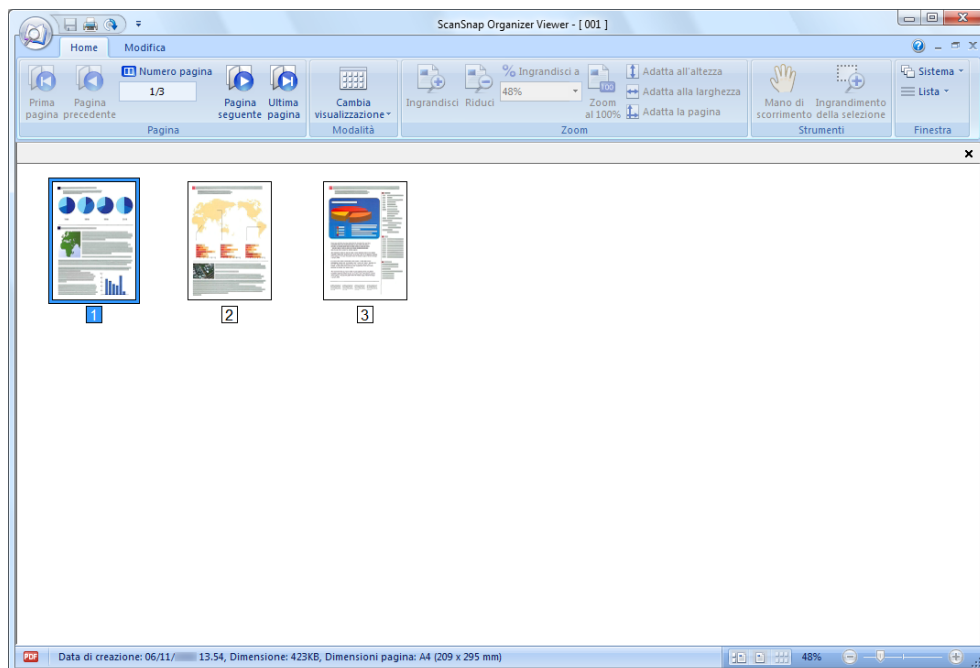 ScanSnap Organizer Viewer - [ 001 ]
Home Modifica
Prima pagina
Pagina precedente
Numero pagina
1/3
Pagina seguente
Ultima pagina
Pagina
Cambia visualizzazione
Modalità
Ingrandisci
Riduci
% Ingrandisci a
48%
Zoom al 100%
100
Adatta all'altezza
Adatta alla larghezza
Adatta la pagina
Zoom
Mano di scorrimento
Ingrandimento della selezione
Strumenti
Sistema
Lista
Finestra
1 2 3
PDF Data di creazione: 06/11/ 13.54, Dimensione: 423KB, Dimensioni pagina: A4 (209 x 295 mm) 48%